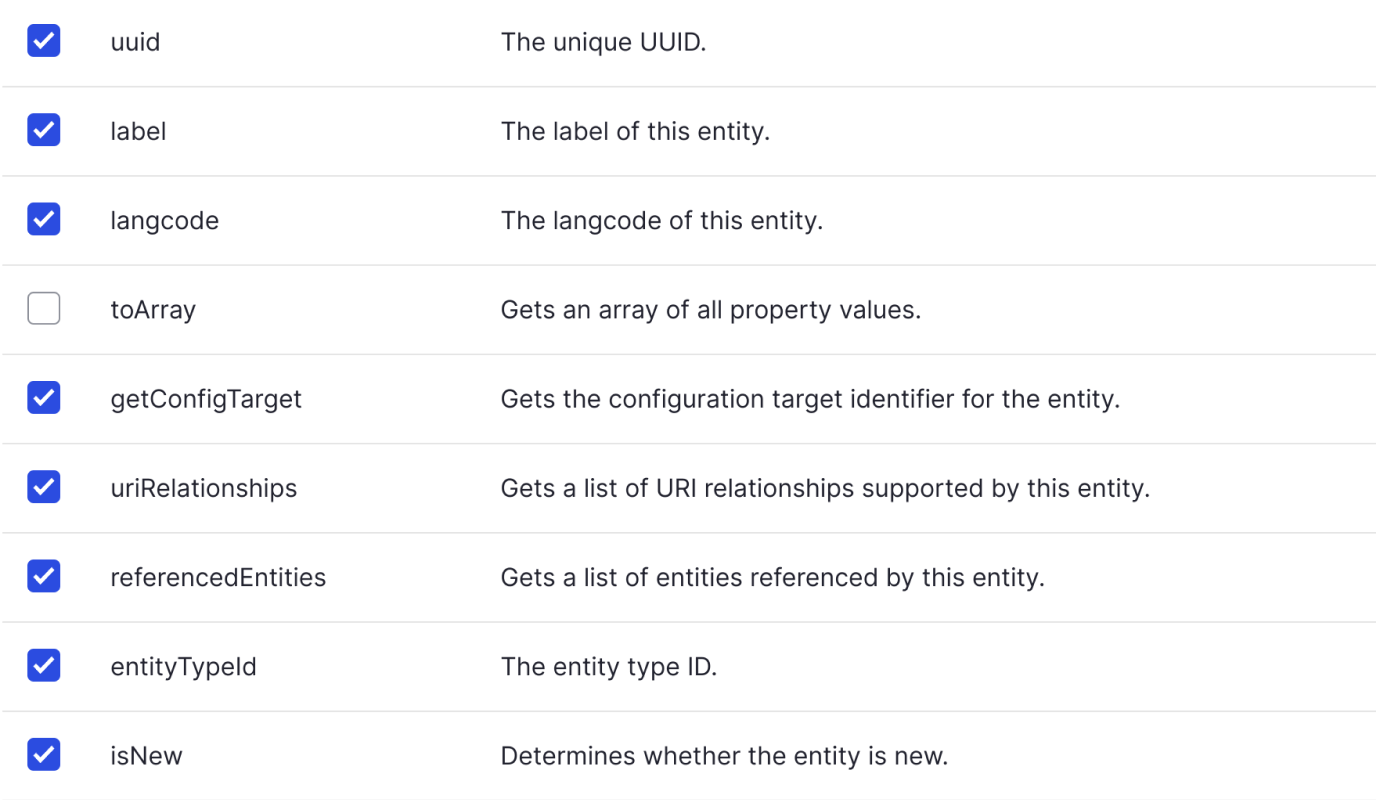 uuid The unique UUID.
label The label of this entity.
langcode The langcode of this entity.
toArray Gets an array of all property values.
getConfigTarget Gets the configuration target identifier for the entity.
uriRelationships Gets a list of URI relationships supported by this entity.
referencedEntities Gets a list of entities referenced by this entity.
entityTypeId The entity type ID.
isNew Determines whether the entity is new.